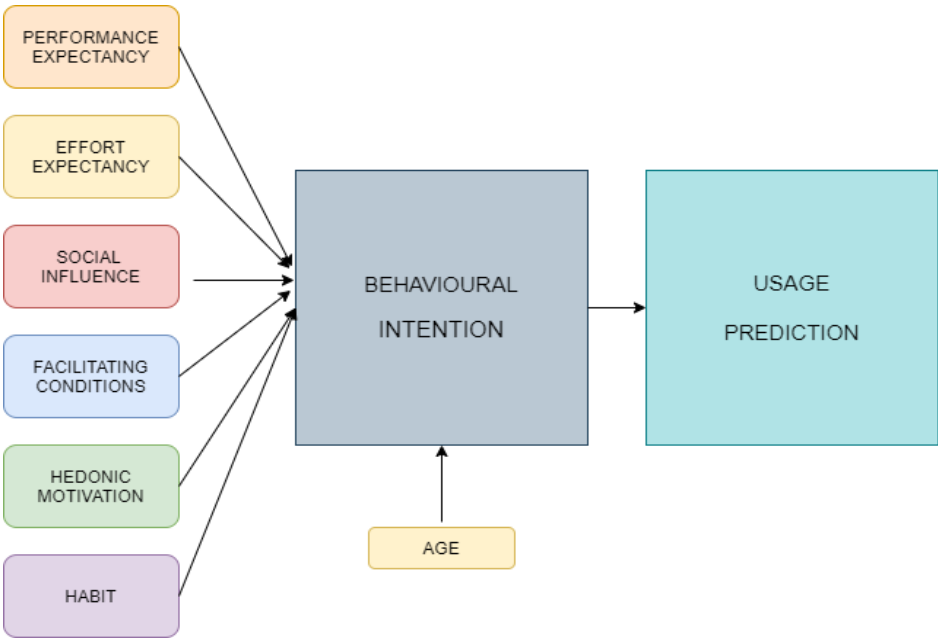 PERFORMANCE
EXPECTANCY
EFFORT
EXPECTANCY
SOCIAL
INFLUENCE
FACILITATING
CONDITIONS
HEDONIC
MOTIVATION
HABIT
BEHAVIOURAL
INTENTION
AGE
USAGE
PREDICTION